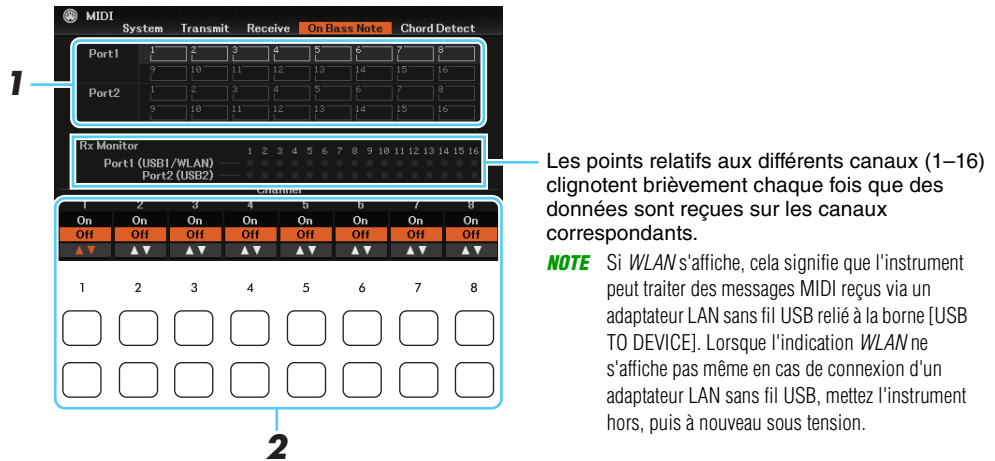 MIDI
System Transmit Receive On Bass Note Chord Detect
Port1 1 2 3 4 5 6 7 8
9 10 11 12 13 14 15 16
Port2 1 2 3 4 5 6 7 8
9 10 11 12 13 14 15 16
1
Rx Monitor 1 2 3 4 5 6 7 8 9 10 11 12 13 14 15 16
Port1 (USB1/WLAN)
Port2 (USB2)
Channel
1 2 3 4 5 6 7 8
On On On On On On On On
Off Off Off Off Off Off Off Off
▲▼ ▲▼ ▲▼ ▲▼ ▲▼ ▲▼ ▲▼ ▲▼
1 2 3 4 5 6 7 8
2
Les points relatifs aux différents canaux (1–16)
clignotent brièvement chaque fois que des
données sont reçues sur les canaux
correspondants.
NOTE Si WLAN s'affiche, cela signifie que l'instrument
peut traiter des messages MIDI reçus via un
adaptateur LAN sans fil USB relié à la borne [USB
TO DEVICE]. Lorsque l'indication WLAN ne
s'affiche pas même en cas de connexion d'un
adaptateur LAN sans fil USB, mettez l'instrument
hors, puis à nouveau sous tension.